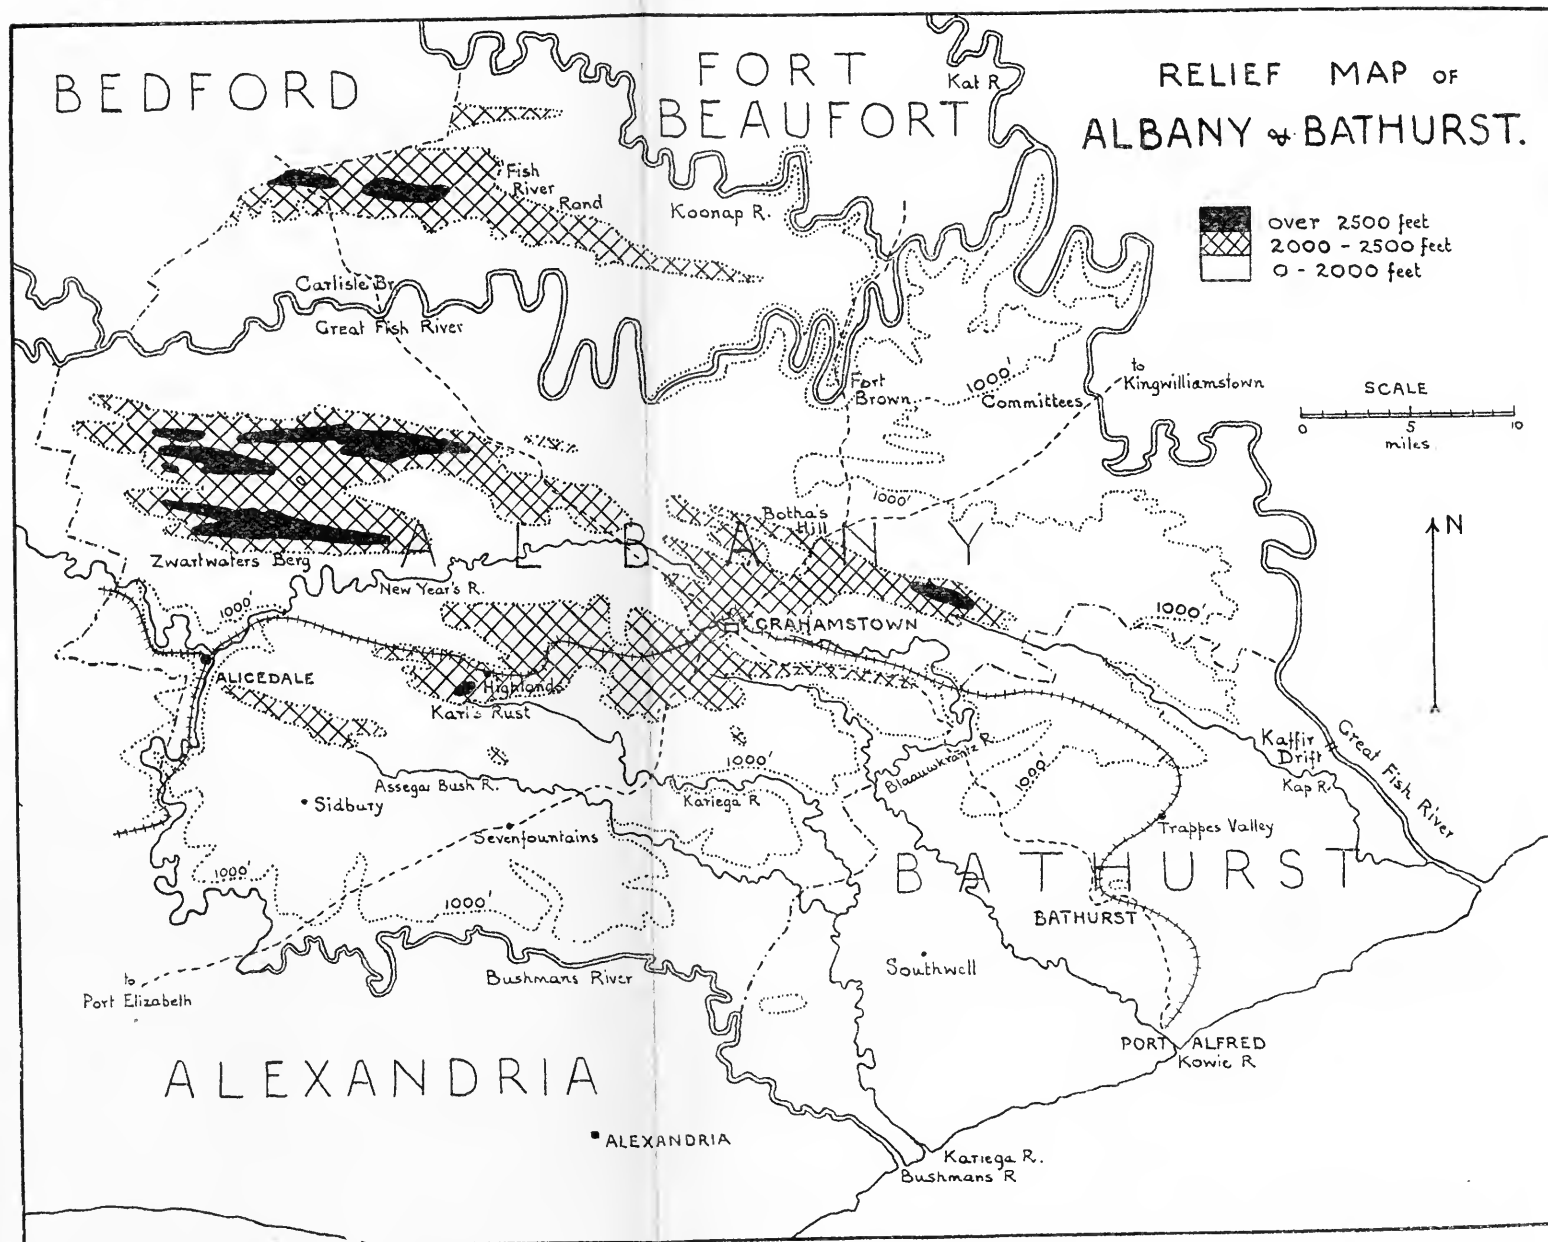 BEDFORD
FORT
BEAUFORT
Kat R.
RELIEF MAP OF
ALBANY & BATHURST.
over 2500 feet
2000 - 2500 feet
0 - 2000 feet
Fish
River
Rand
Koonap R.
Carlisle Br.
Great Fish River
Fort
Brown
1000'
Committees
to
Kingwilliamstown
SCALE
0 5 10
miles
1000'
Botha's
Hill
N
ALBANY
Zwartwaters Berg
New Year's R.
1000'
1000'
GRAHAMSTOWN
ALICEDALE
Highlands
Kari's Rust
Kaffir
Drift
Kap R.
Great Fish River
1000'
Blaauwkrantz R.
1000'
Assegai Bush R.
Kariega R
Sidbury
Sevenfountains
Trappes Valley
1000'
BATHURST
1000'
BATHURST
Southwell
Bushmans River
to
Port Elizabeth
PORT ALFRED
Kowie R
ALEXANDRIA
ALEXANDRIA
Kariega R.
Bushmans R